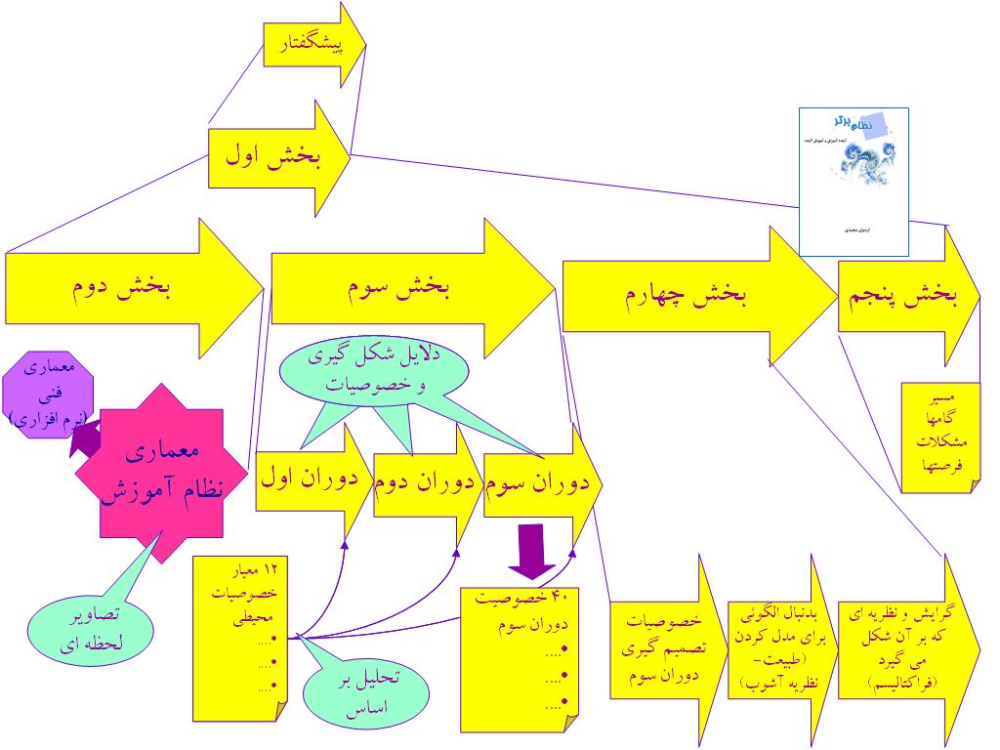 پیشگفتار
بخش اول
نظام برتر
آینده آموزش و آموزش آینده
اردوان مجیدی
بخش دوم
بخش سوم
بخش چهارم
بخش پنجم
معماری
فنی
(نرم افزاری)
معماری
نظام آموزش
تصاویر
لحظه ای
دلایل شکل گیری
و خصوصیات
دوران اول
دوران دوم
دوران سوم
مسیر
گامها
مشکلات
فرصتها
۱۲ معیار
خصوصیات
محیطی
•....
•....
•....
تحلیل بر
اساس
۴۰ خصوصیت
دوران سوم
•....
•....
•....
خصوصیات
تصمیم گیری
دوران سوم
بدنبال الگوئی
برای مدل کردن
(طبیعت-
نظریه آشوب)
گرایش و نظریه ای
که بر آن شکل
می گیرد
(فراکتالیسم)